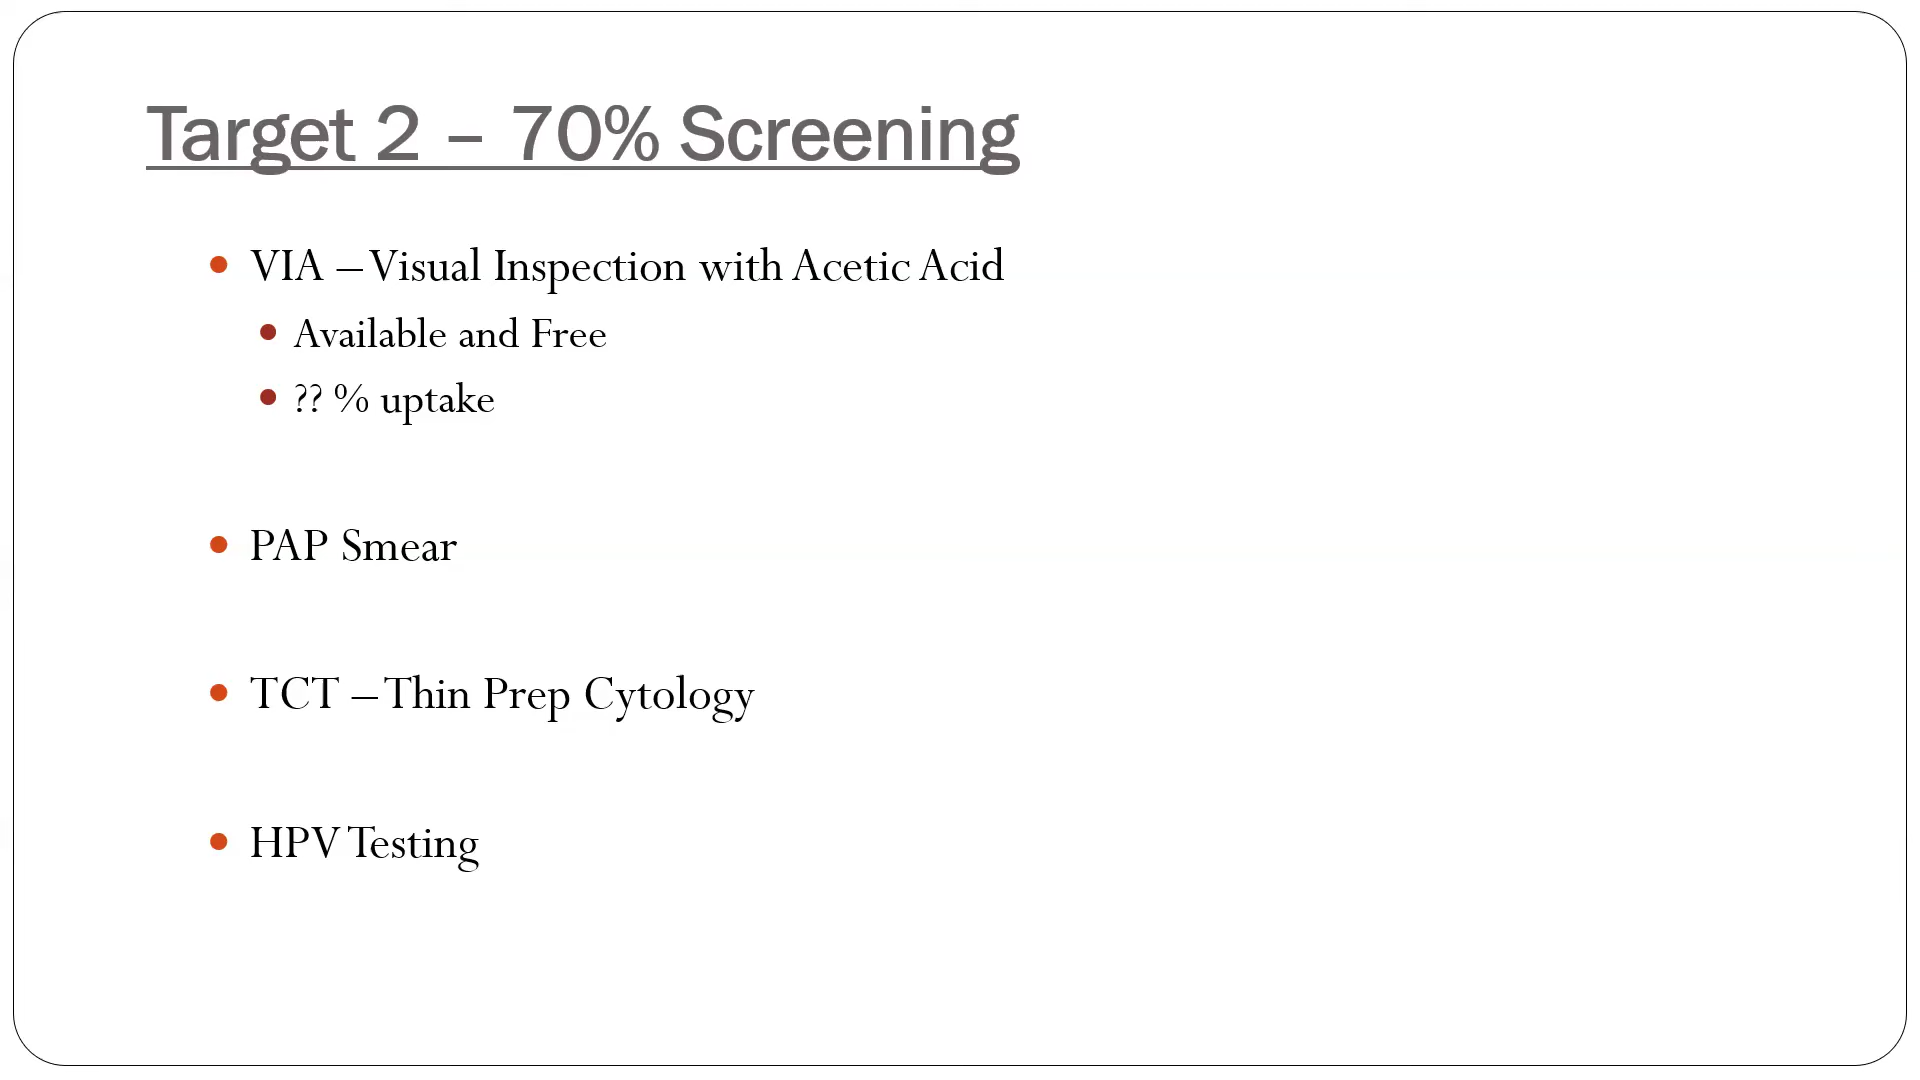 Target 2 – 70% Screening
• VIA – Visual Inspection with Acetic Acid
• Available and Free
• ?? % uptake
• PAP Smear
• TCT – Thin Prep Cytology
• HPV Testing